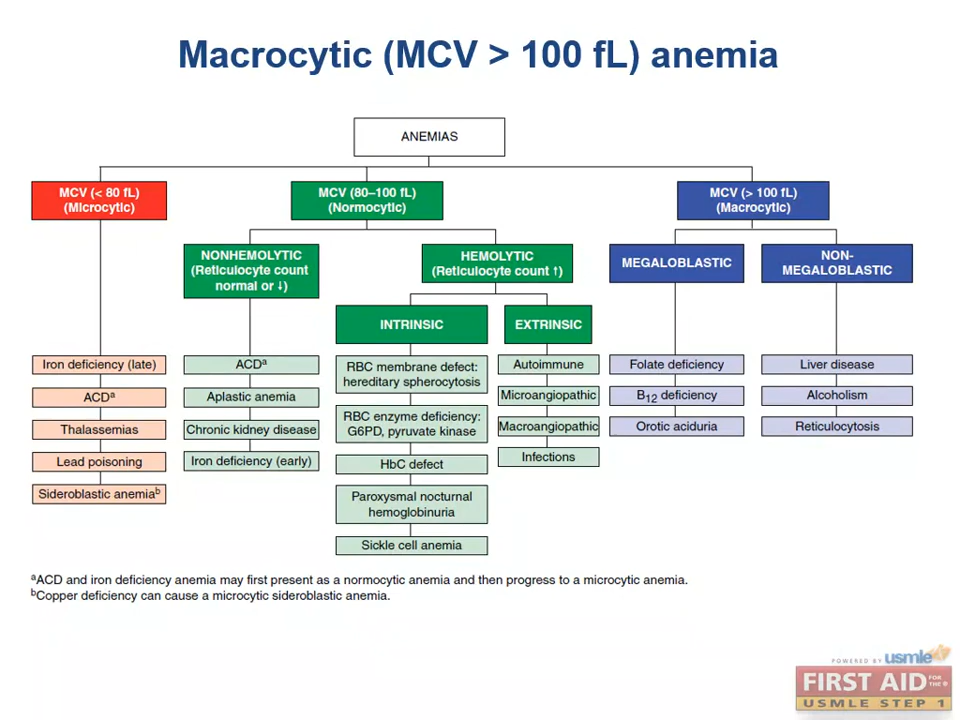 Macrocytic (MCV > 100 fL) anemia
ANEMIAS
MCV (< 80 fL)
(Microcytic)
MCV (80–100 fL)
(Normocytic)
MCV (> 100 fL)
(Macrocytic)
NONHEMOLYTIC
(Reticulocyte count
normal or ↓)
HEMOLYTIC
(Reticulocyte count ↑)
MEGALOBLASTIC
NON-
MEGALOBLASTIC
INTRINSIC
EXTRINSIC
Iron deficiency (late)
ACDᵃ
Thalassemias
Lead poisoning
Sideroblastic anemiaᵇ
ACDᵃ
Aplastic anemia
Chronic kidney disease
Iron deficiency (early)
RBC membrane defect:
hereditary spherocytosis
RBC enzyme deficiency:
G6PD, pyruvate kinase
HbC defect
Paroxysmal nocturnal
hemoglobinuria
Sickle cell anemia
Autoimmune
Microangiopathic
Macroangiopathic
Infections
Folate deficiency
B₁₂ deficiency
Orotic aciduria
Liver disease
Alcoholism
Reticulocytosis
ᵃACD and iron deficiency anemia may first present as a normocytic anemia and then progress to a microcytic anemia.
ᵇCopper deficiency can cause a microcytic sideroblastic anemia.
POWERED BY usmle
FIRST AID FOR THE®
USMLE STEP 1